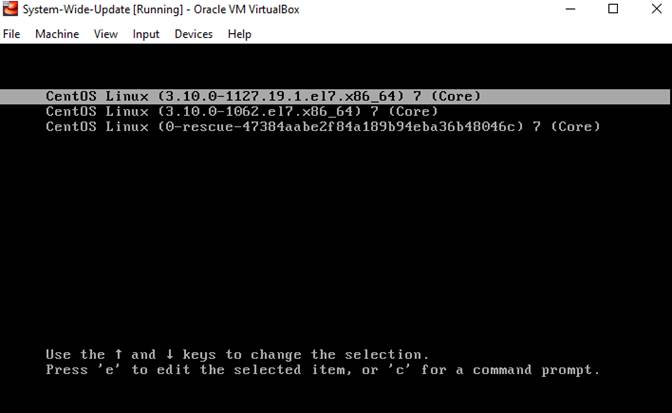 System-Wide-Update [Running] - Oracle VM VirtualBox
File Machine View Input Devices Help
CentOS Linux (3.10.0-1127.19.1.el7.x86_64) 7 (Core)
CentOS Linux (3.10.0-1062.el7.x86_64) 7 (Core)
CentOS Linux (0-rescue-47384aabe2f84a189b94eba36b48046c) 7 (Core)
Use the ↑ and ↓ keys to change the selection.
Press 'e' to edit the selected item, or 'c' for a command prompt.